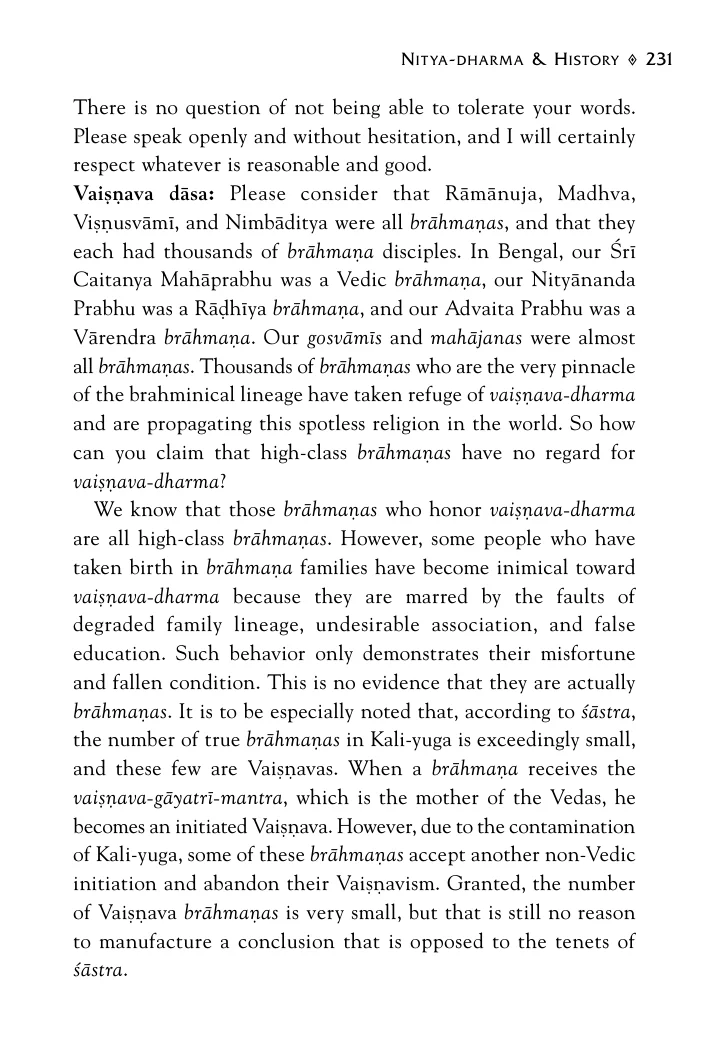 Nitya-dharma & History ◊ 231
There is no question of not being able to tolerate your words.
Please speak openly and without hesitation, and I will certainly
respect whatever is reasonable and good.
Vaiṣṇava dāsa: Please consider that Rāmānuja, Madhva,
Viṣṇusvāmī, and Nimbāditya were all brāhmaṇas, and that they
each had thousands of brāhmaṇa disciples. In Bengal, our Śrī
Caitanya Mahāprabhu was a Vedic brāhmaṇa, our Nityānanda
Prabhu was a Rāḍhīya brāhmaṇa, and our Advaita Prabhu was a
Vārendra brāhmaṇa. Our gosvāmīs and mahājanas were almost
all brāhmaṇas. Thousands of brāhmaṇas who are the very pinnacle
of the brahminical lineage have taken refuge of vaiṣṇava-dharma
and are propagating this spotless religion in the world. So how
can you claim that high-class brāhmaṇas have no regard for
vaiṣṇava-dharma?
We know that those brāhmaṇas who honor vaiṣṇava-dharma
are all high-class brāhmaṇas. However, some people who have
taken birth in brāhmaṇa families have become inimical toward
vaiṣṇava-dharma because they are marred by the faults of
degraded family lineage, undesirable association, and false
education. Such behavior only demonstrates their misfortune
and fallen condition. This is no evidence that they are actually
brāhmaṇas. It is to be especially noted that, according to śāstra,
the number of true brāhmaṇas in Kali-yuga is exceedingly small,
and these few are Vaiṣṇavas. When a brāhmaṇa receives the
vaiṣṇava-gāyatrī-mantra, which is the mother of the Vedas, he
becomes an initiated Vaiṣṇava. However, due to the contamination
of Kali-yuga, some of these brāhmaṇas accept another non-Vedic
initiation and abandon their Vaiṣṇavism. Granted, the number
of Vaiṣṇava brāhmaṇas is very small, but that is still no reason
to manufacture a conclusion that is opposed to the tenets of
śāstra.